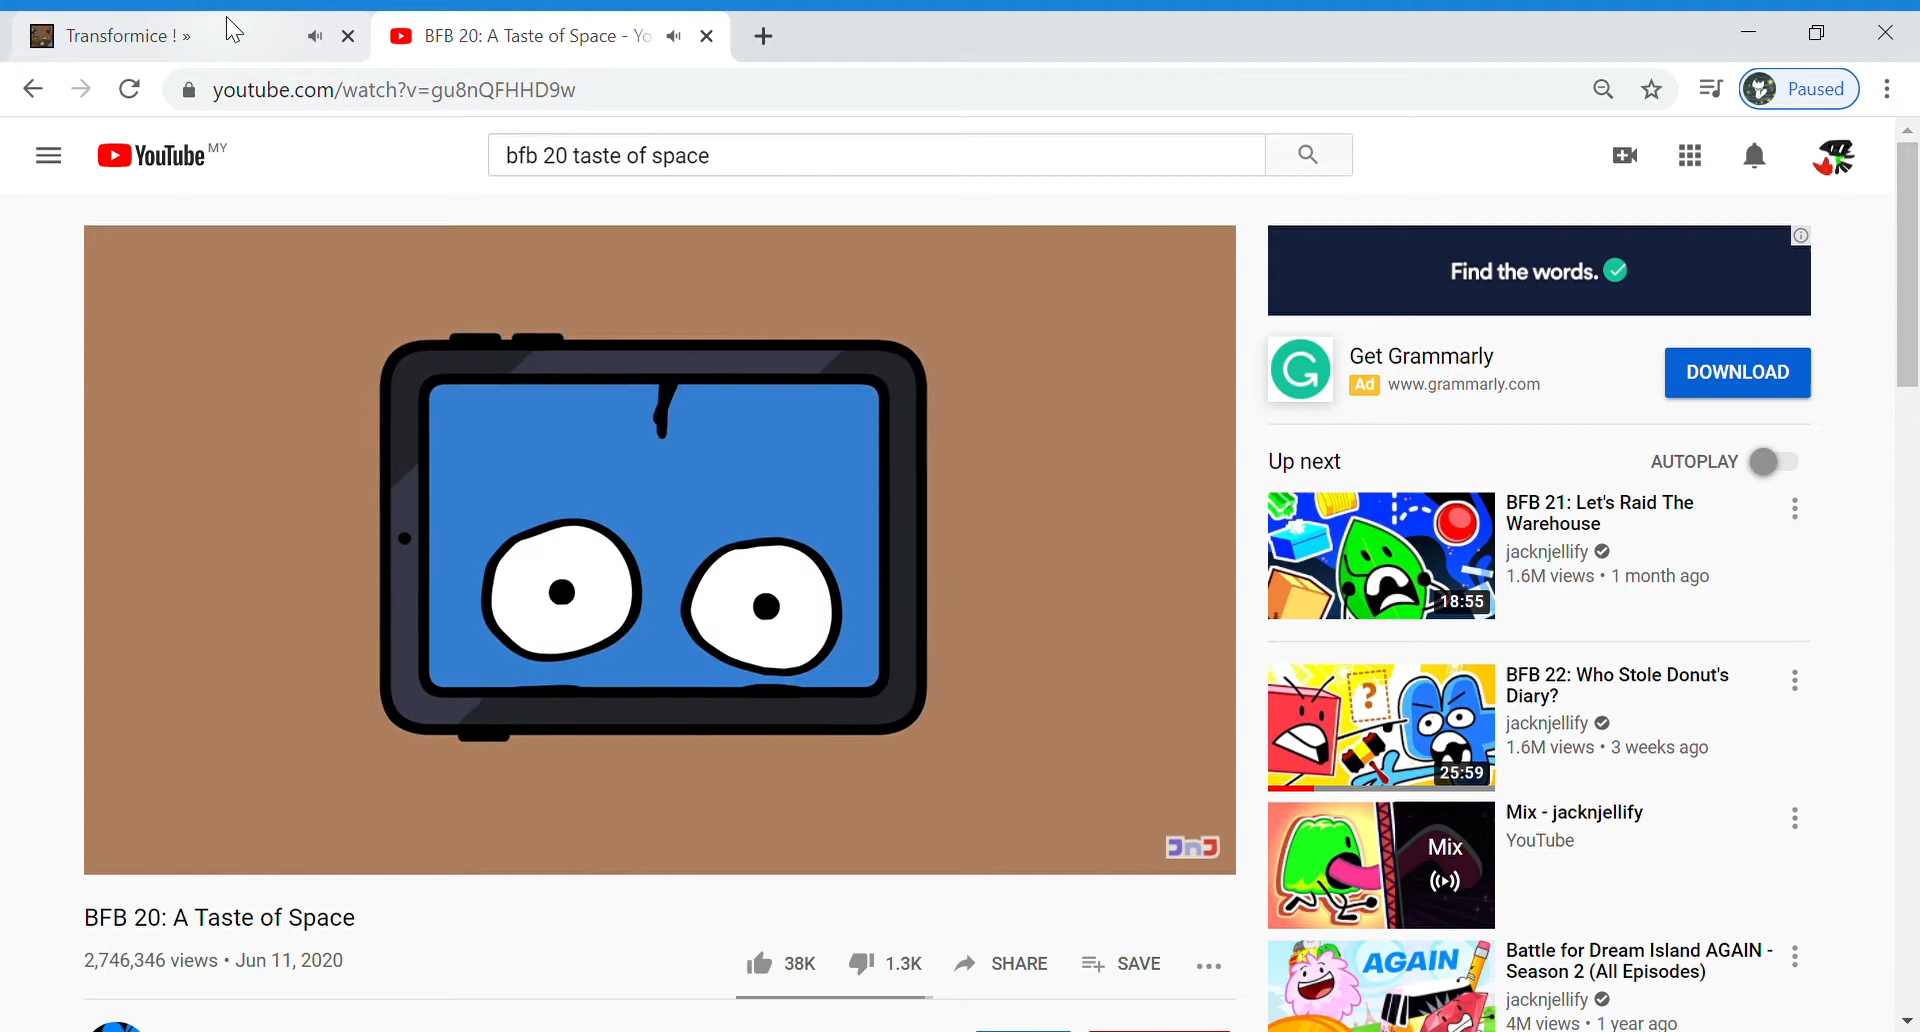 Transformice ! »
BFB 20: A Taste of Space - Yo
youtube.com/watch?v=gu8nQFHHD9w
Paused
YouTube MY
bfb 20 taste of space
Find the words.
Get Grammarly
Ad www.grammarly.com
DOWNLOAD
Up next
AUTOPLAY
BFB 21: Let's Raid The
Warehouse
jacknjellify
1.6M views • 1 month ago
18:55
BFB 22: Who Stole Donut's
Diary?
jacknjellify
1.6M views • 3 weeks ago
?
25:59
Mix - jacknjellify
YouTube
Mix
JnJ
BFB 20: A Taste of Space
2,746,346 views • Jun 11, 2020
38K
1.3K
SHARE
SAVE
AGAIN
Battle for Dream Island AGAIN -
Season 2 (All Episodes)
jacknjellify
4M views • 1 year ago